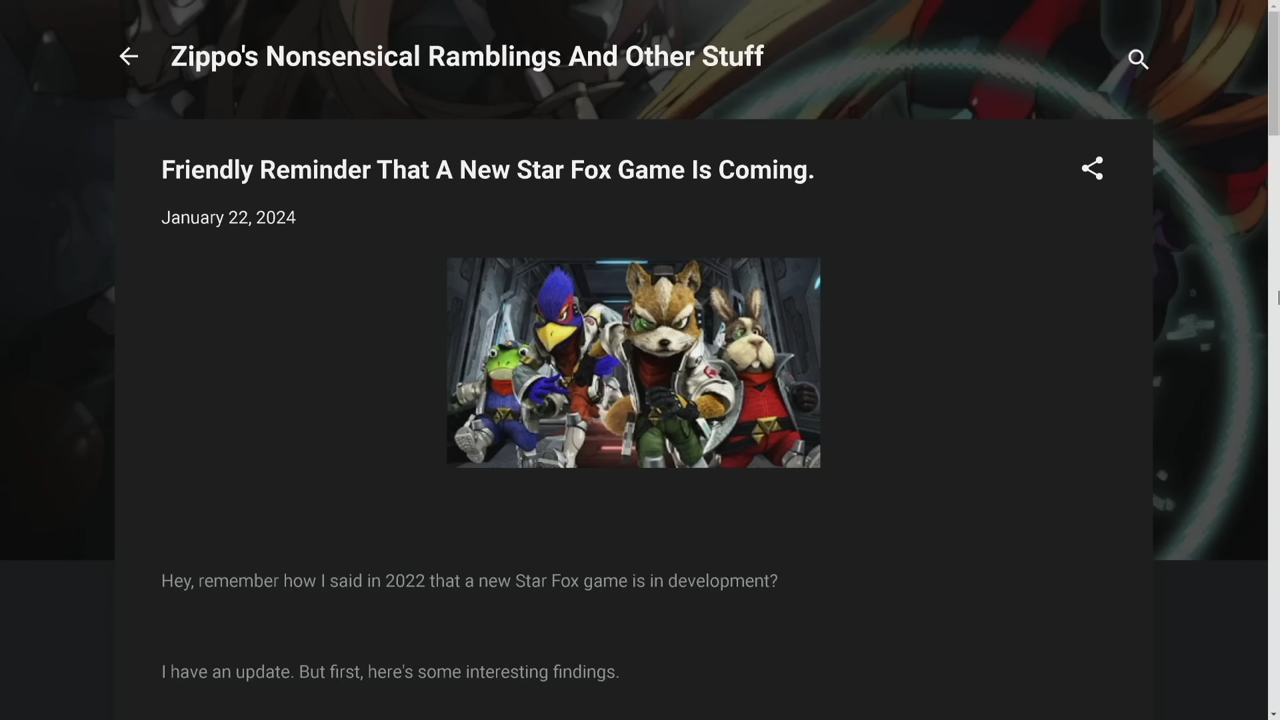 Zippo's Nonsensical Ramblings And Other Stuff
Friendly Reminder That A New Star Fox Game Is Coming.
January 22, 2024
Hey, remember how I said in 2022 that a new Star Fox game is in development?
I have an update. But first, here's some interesting findings.